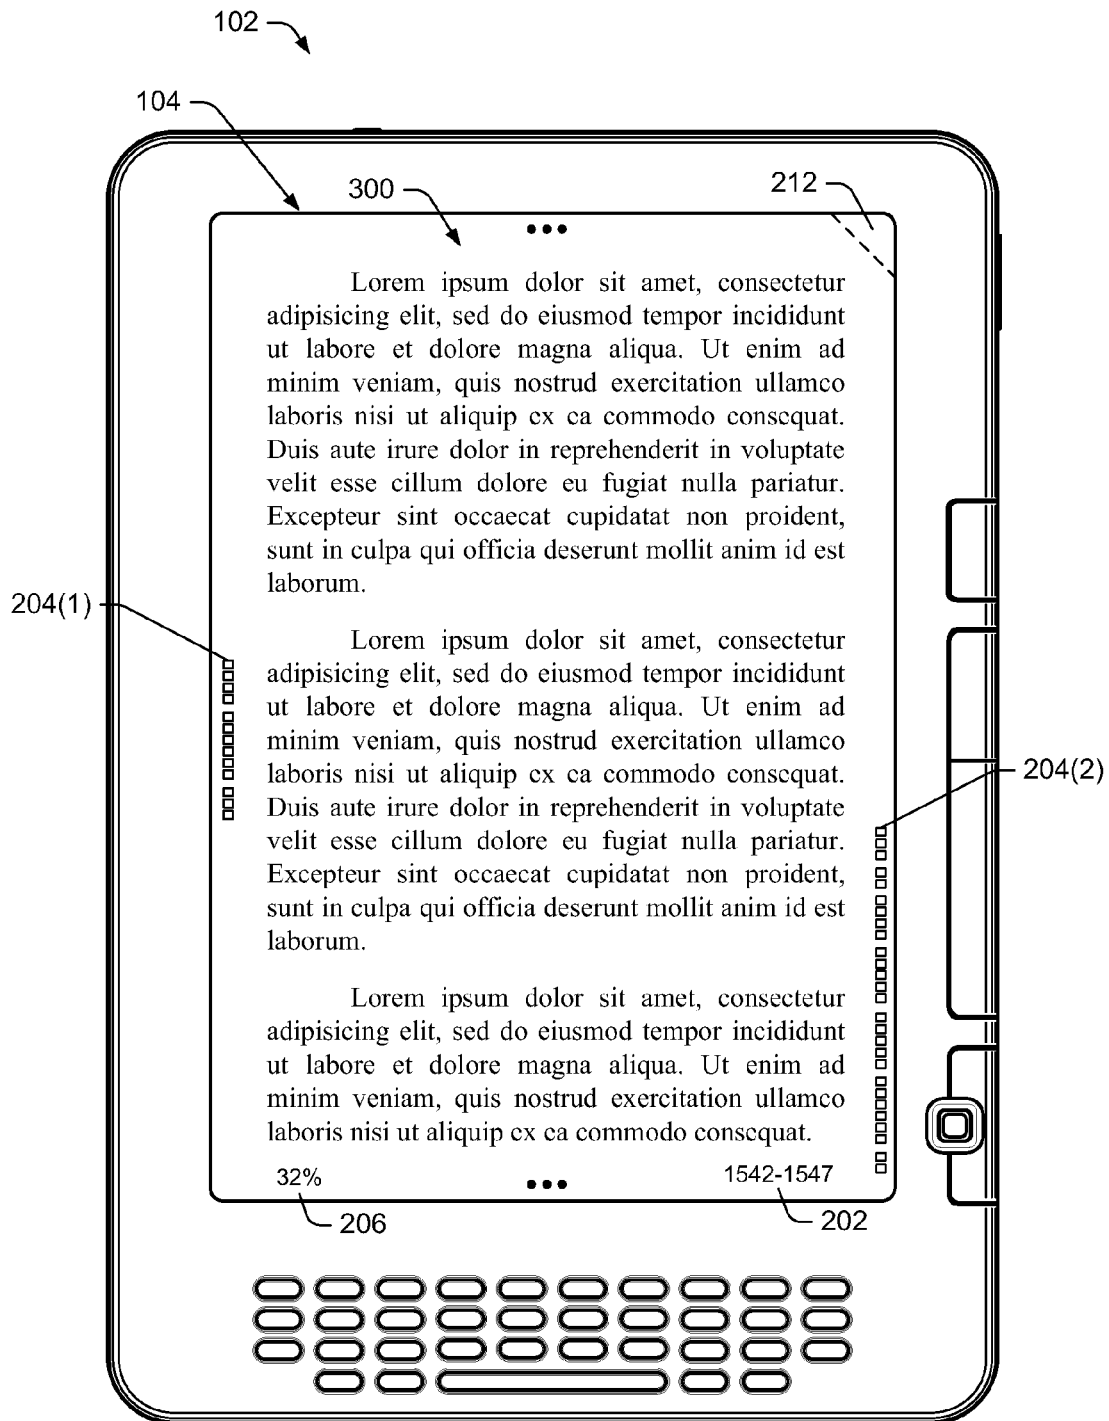 102
104
300
212
•••
Lorem ipsum dolor sit amet, consectetur
adipisicing elit, sed do eiusmod tempor incididunt
ut labore et dolore magna aliqua. Ut enim ad
minim veniam, quis nostrud exercitation ullamco
laboris nisi ut aliquip ex ea commodo consequat.
Duis aute irure dolor in reprehenderit in voluptate
velit esse cillum dolore eu fugiat nulla pariatur.
Excepteur sint occaecat cupidatat non proident,
sunt in culpa qui officia deserunt mollit anim id est
laborum.
204(1)
Lorem ipsum dolor sit amet, consectetur
adipisicing elit, sed do eiusmod tempor incididunt
ut labore et dolore magna aliqua. Ut enim ad
minim veniam, quis nostrud exercitation ullamco
laboris nisi ut aliquip ex ea commodo consequat.
204(2)
Duis aute irure dolor in reprehenderit in voluptate
velit esse cillum dolore eu fugiat nulla pariatur.
Excepteur sint occaecat cupidatat non proident,
sunt in culpa qui officia deserunt mollit anim id est
laborum.
Lorem ipsum dolor sit amet, consectetur
adipisicing elit, sed do eiusmod tempor incididunt
ut labore et dolore magna aliqua. Ut enim ad
minim veniam, quis nostrud exercitation ullamco
laboris nisi ut aliquip ex ea commodo consequat.
32%
•••
1542-1547
206
202